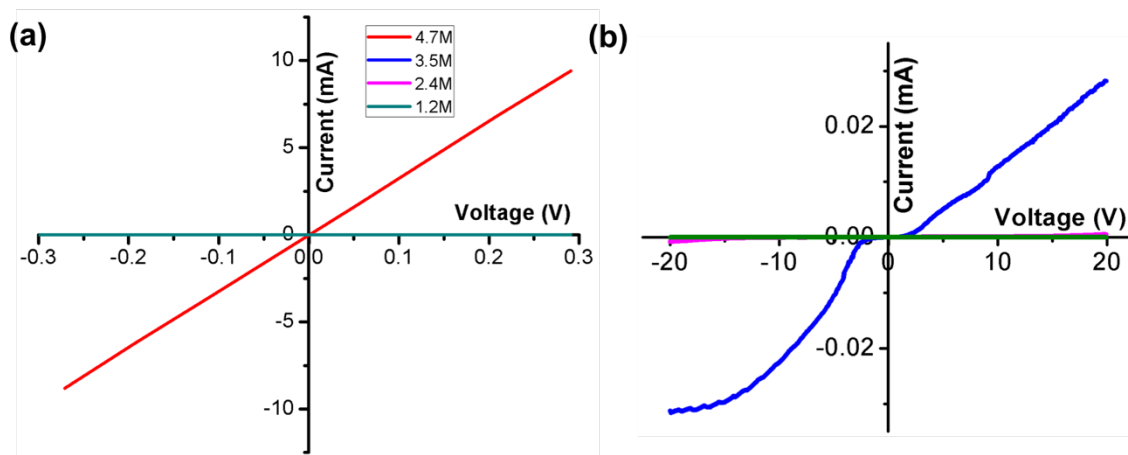 (a)
4.7M
3.5M
2.4M
1.2M
Current (mA)
Voltage (V)
10
5
0
-5
-10
-0.3
-0.2
-0.1
0.0
0.1
0.2
0.3
(b)
Current (mA)
Voltage (V)
0.02
0.00
-0.02
-20
-10
0
10
20